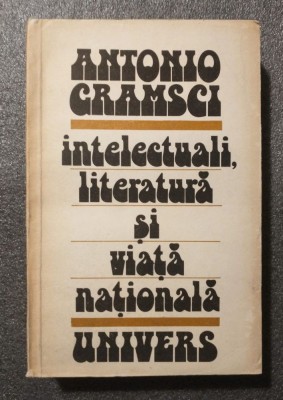 ANTONIO
GRAMSCI
intelectuali,
literatură
și
viață
națională
UNIVERS